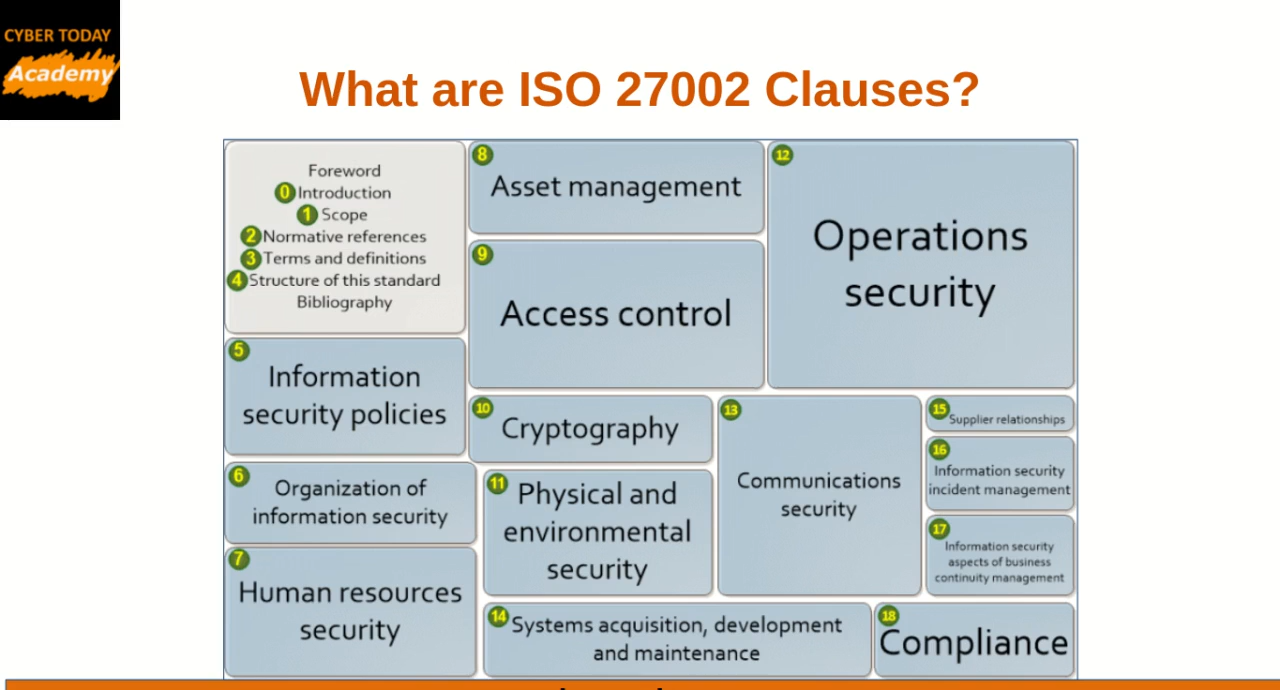 CYBER TODAY
Academy
What are ISO 27002 Clauses?
Foreword
0 Introduction
1 Scope
2 Normative references
3 Terms and definitions
4 Structure of this standard
Bibliography
5
Information
security policies
6
Organization of
information security
7
Human resources
security
8
Asset management
9
Access control
10
Cryptography
11
Physical and
environmental
security
12
Operations
security
13
Communications
security
14
Systems acquisition, development
and maintenance
15
Supplier relationships
16
Information security
incident management
17
Information security
aspects of business
continuity management
18
Compliance